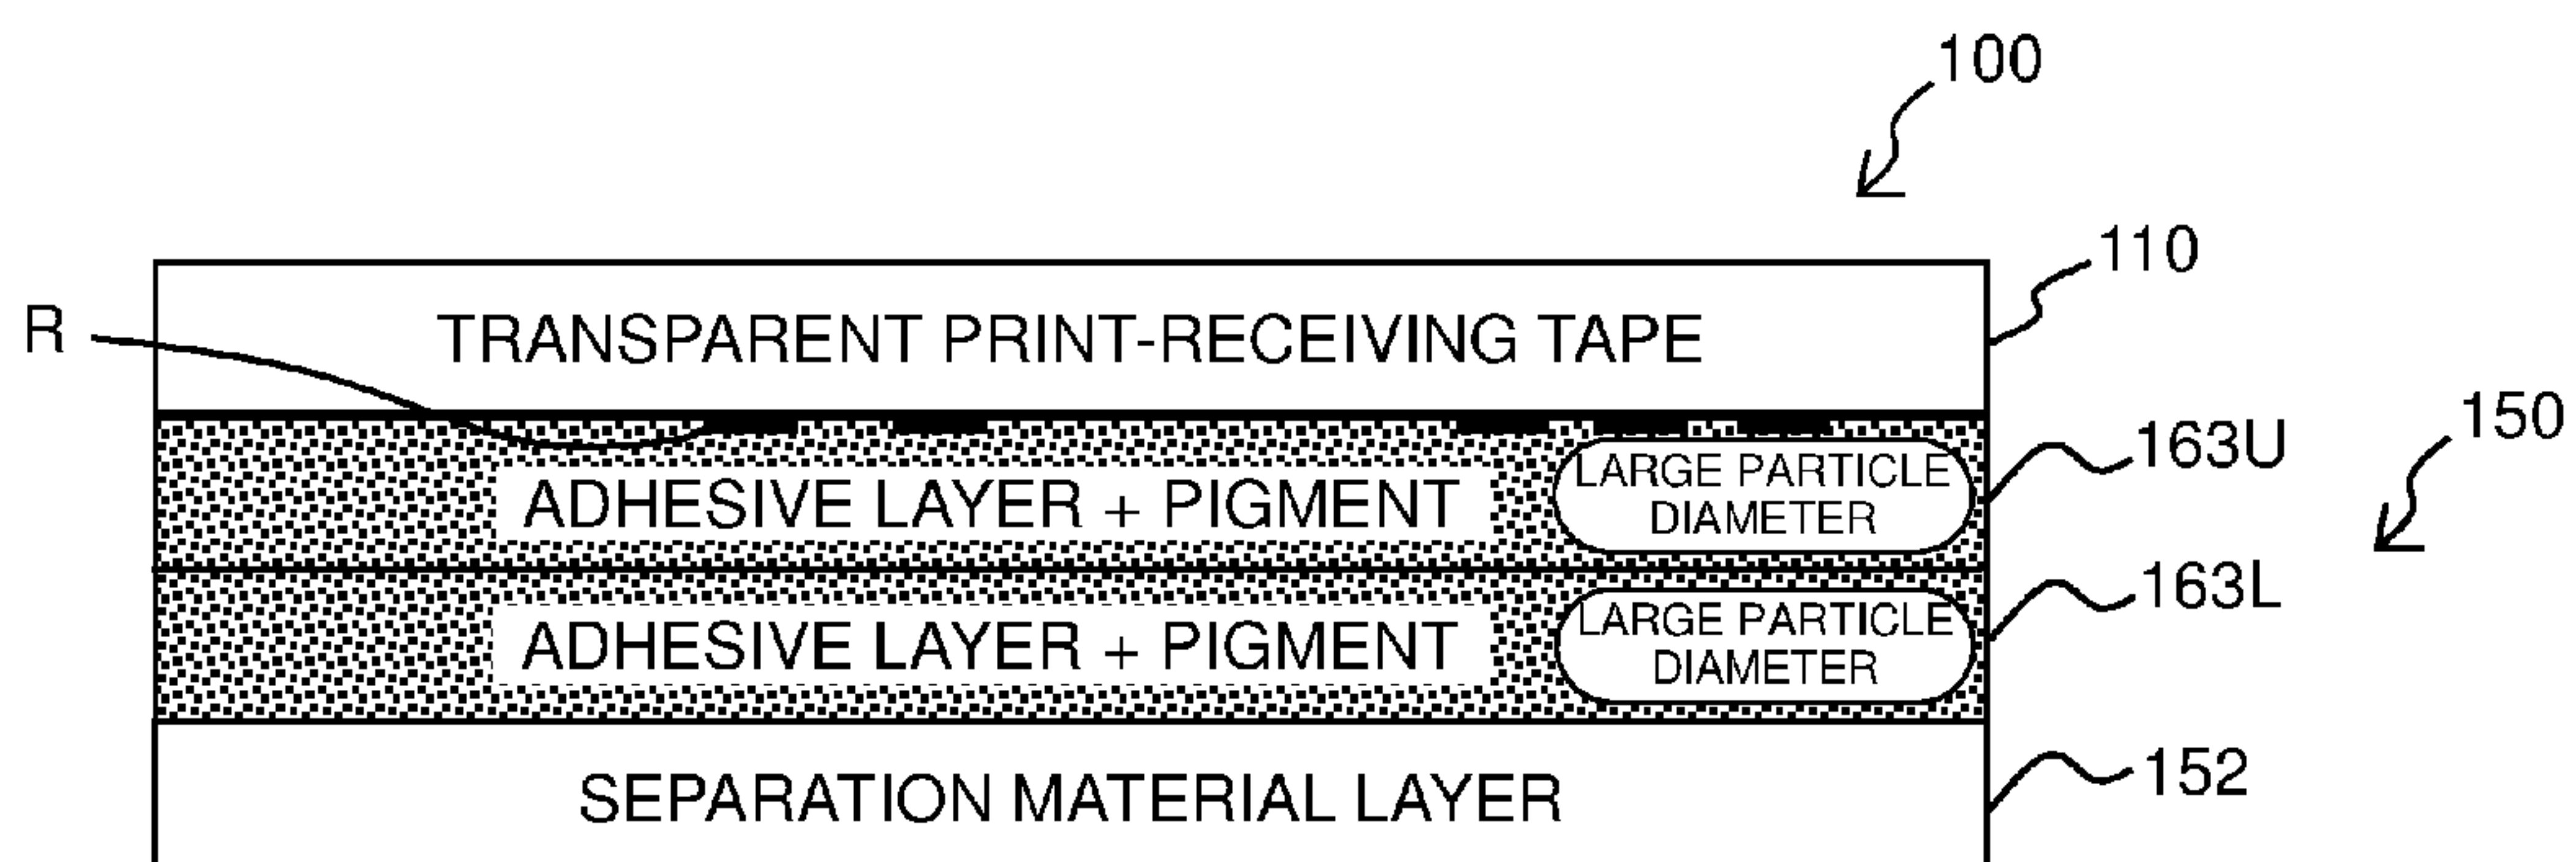 100
110
R
TRANSPARENT PRINT-RECEIVING TAPE
150
163U
LARGE PARTICLE
DIAMETER
ADHESIVE LAYER + PIGMENT
163L
LARGE PARTICLE
DIAMETER
ADHESIVE LAYER + PIGMENT
152
SEPARATION MATERIAL LAYER